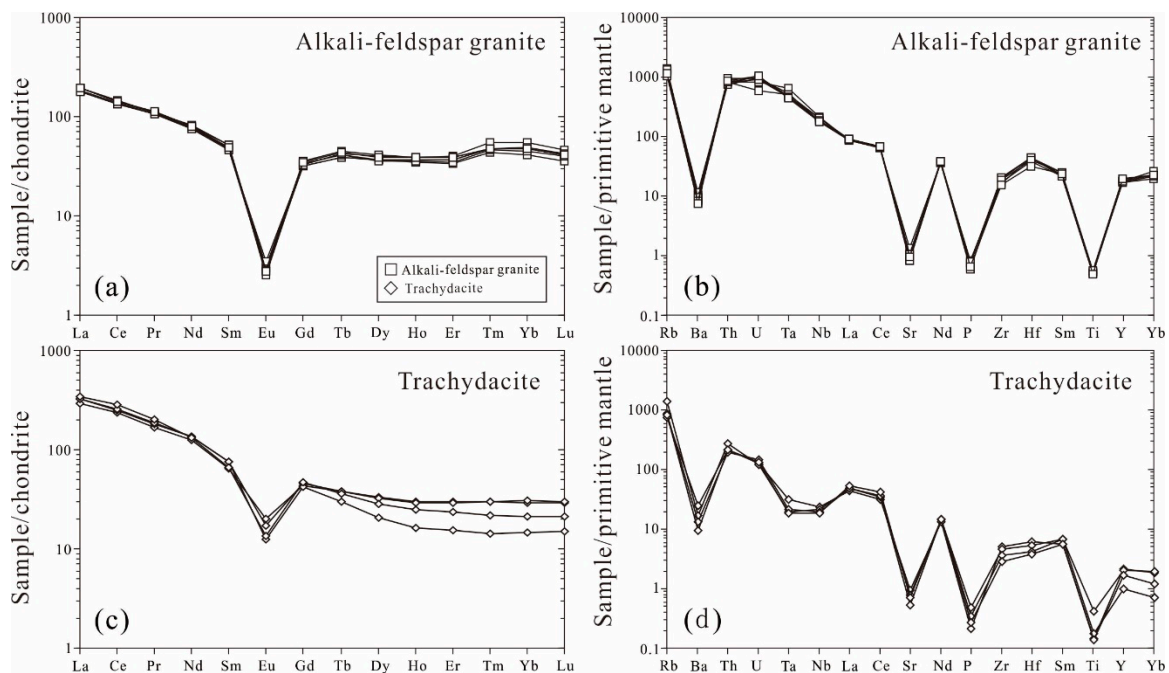 1000
Alkali-feldspar granite
100
10
1
Sample/chondrite
(a)
Alkali-feldspar granite
Trachydacite
La Ce Pr Nd Sm Eu Gd Tb Dy Ho Er Tm Yb Lu
10000
Alkali-feldspar granite
1000
100
10
1
0.1
Sample/primitive mantle
(b)
Rb Ba Th U Ta Nb La Ce Sr Nd P Zr Hf Sm Ti Y Yb
1000
Trachydacite
100
10
1
Sample/chondrite
(c)
La Ce Pr Nd Sm Eu Gd Tb Dy Ho Er Tm Yb Lu
10000
Trachydacite
1000
100
10
1
0.1
Sample/primitive mantle
(d)
Rb Ba Th U Ta Nb La Ce Sr Nd P Zr Hf Sm Ti Y Yb